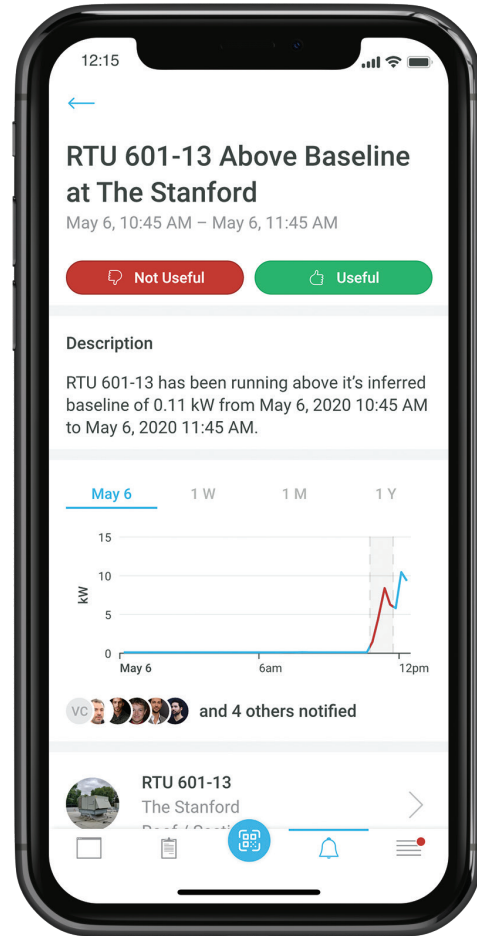 12:15
RTU 601-13 Above Baseline
at The Stanford
May 6, 10:45 AM – May 6, 11:45 AM
Not Useful
Useful
Description
RTU 601-13 has been running above it's inferred
baseline of 0.11 kW from May 6, 2020 10:45 AM
to May 6, 2020 11:45 AM.
May 6 1 W 1 M 1 Y
15
10
kW
5
0
May 6 6am 12pm
VC and 4 others notified
RTU 601-13
The Stanford